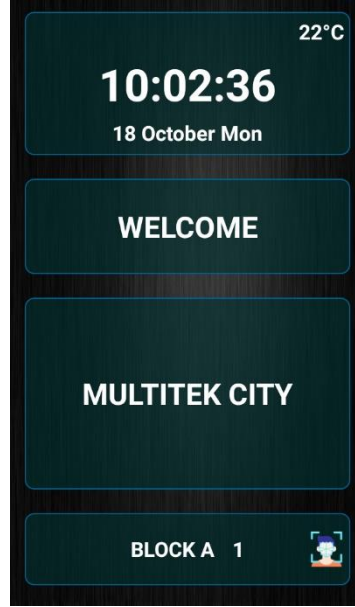 22°C
10:02:36
18 October Mon
WELCOME
MULTITEK CITY
BLOCK A 1